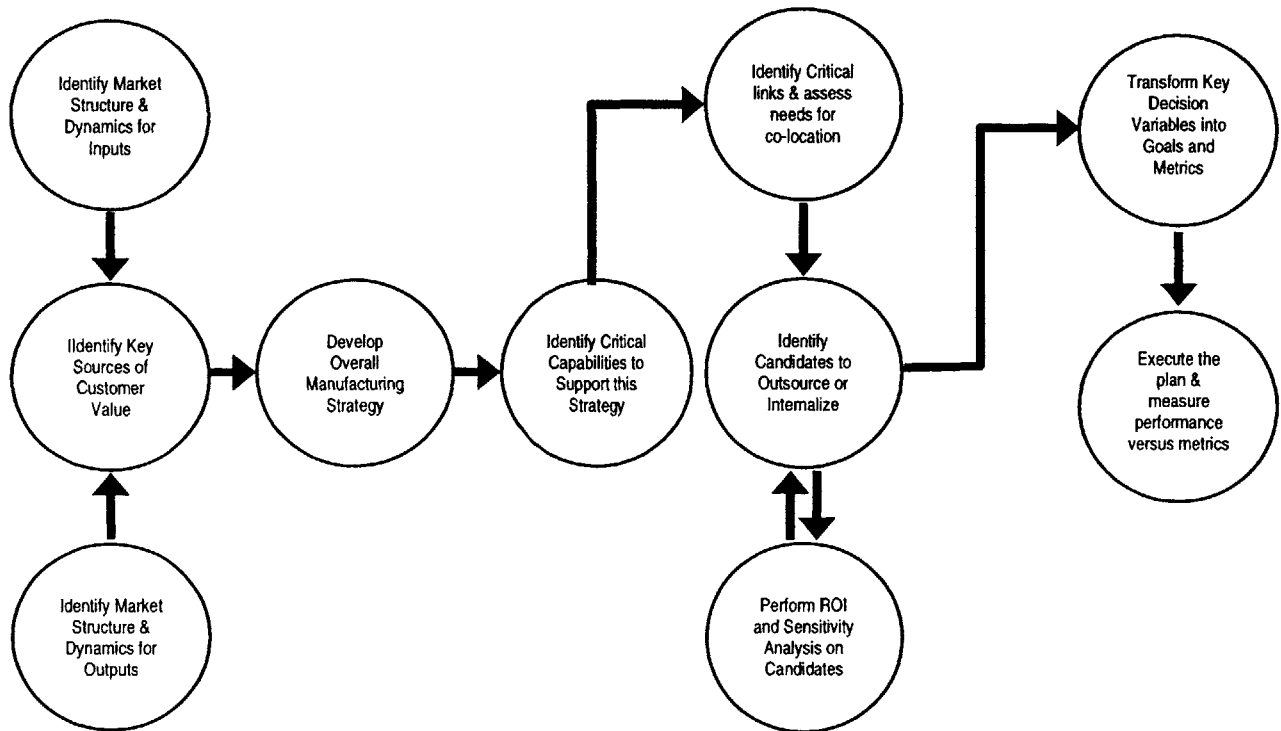 Identify Market
Structure &
Dynamics for
Inputs
IIdentify Key
Sources of
Customer
Value
Identify Market
Structure &
Dynamics for
Outputs
Develop
Overall
Manufacturing
Strategy
Identify Critical
Capabilities to
Support this
Strategy
Identify Critical
links & assess
needs for
co-location
Identify
Candidates to
Outsource or
Internalize
Perform ROI
and Sensitivity
Analysis on
Candidates
Transform Key
Decision
Variables into
Goals and
Metrics
Execute the
plan &
measure
performance
versus metrics